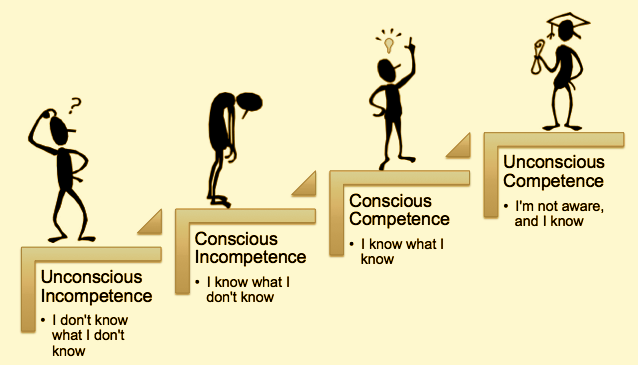 ?
Unconscious
Incompetence
• I don't know
what I don't
know
Conscious
Incompetence
• I know what I
don't know
Conscious
Competence
• I know what I
know
Unconscious
Competence
• I'm not aware,
and I know